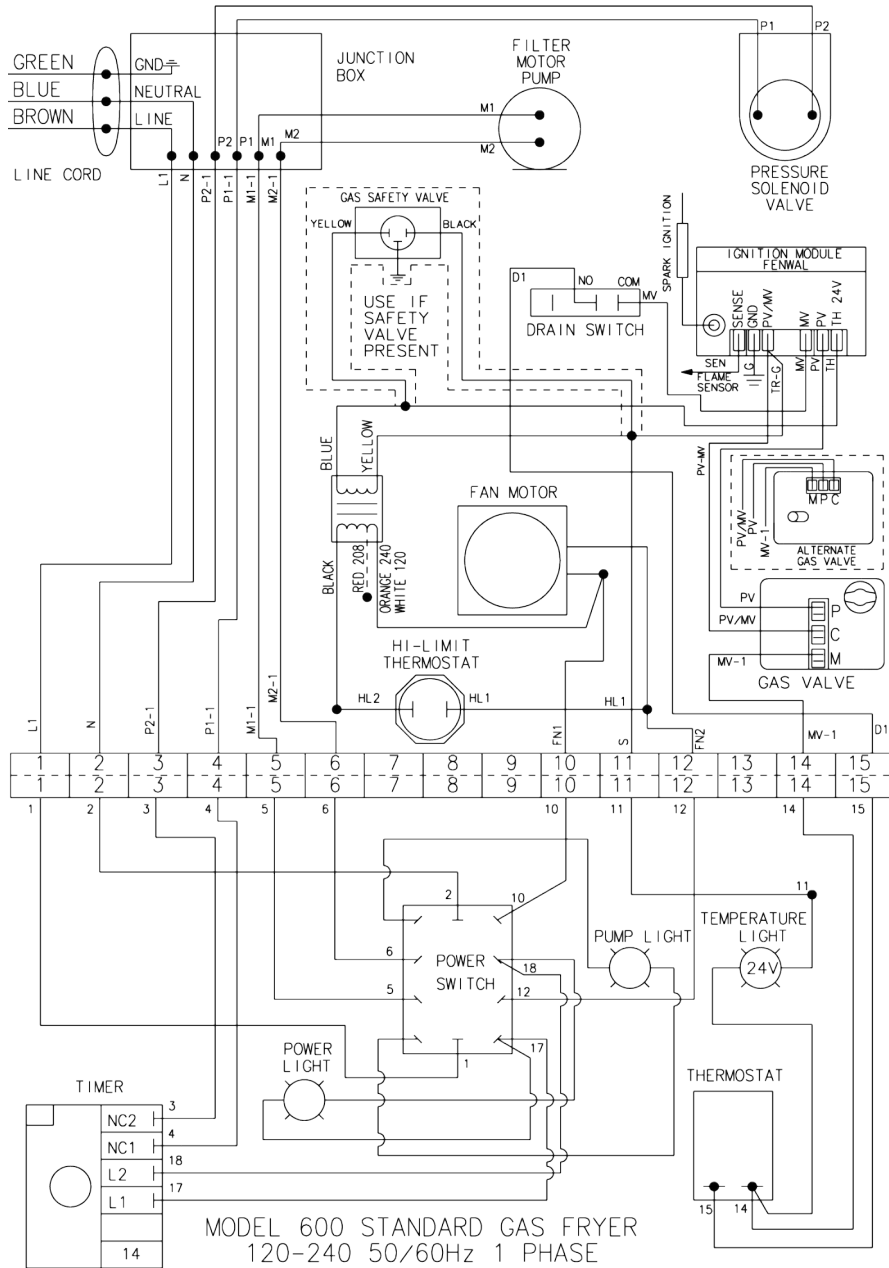 P1
P2
GREEN
GND
JUNCTION
BOX
FILTER
MOTOR
PUMP
BLUE
NEUTRAL
BROWN
LINE
M1
P2
P1
M1
M2
M2
LINE CORD
L1
N
P2-1
P1-1
M1-1
M2-1
PRESSURE
SOLENOID
VALVE
GAS SAFETY VALVE
YELLOW
BLACK
SPARK IGNITION
IGNITION MODULE
FENWAL
D1
NO
COM
MV
DRAIN SWITCH
USE IF
SAFETY
VALVE
PRESENT
SENSE
GND
PV/MV
MV
PV
TH 24V
SEN
FLAME
SENSOR
G
TR-G
MV
PV
TH
BLUE
YELLOW
PV-MV
FAN MOTOR
MPC
PV/MV
PV
MV-1
ALTERNATE
GAS VALVE
BLACK
RED 208
ORANGE 240
WHITE 120
PV
P
PV/MV
C
MV-1
M
GAS VALVE
HI-LIMIT
THERMOSTAT
HL2
HL1
HL1
L1
N
P2-1
P1-1
M1-1
M2-1
FN1
S
FN2
MV-1
D1
1 2 3 4 5 6 7 8 9 10 11 12 13 14 15
1 2 3 4 5 6 7 8 9 10 11 12 13 14 15
1 2 3 4 5 6 10 11 12 14 15
2
10
11
6
POWER
SWITCH
18
5
12
17
1
PUMP LIGHT
TEMPERATURE
LIGHT
24V
POWER
LIGHT
THERMOSTAT
TIMER
NC2
3
NC1
4
L2
18
L1
17
14
15
14
MODEL 600 STANDARD GAS FRYER
120-240 50/60Hz 1 PHASE